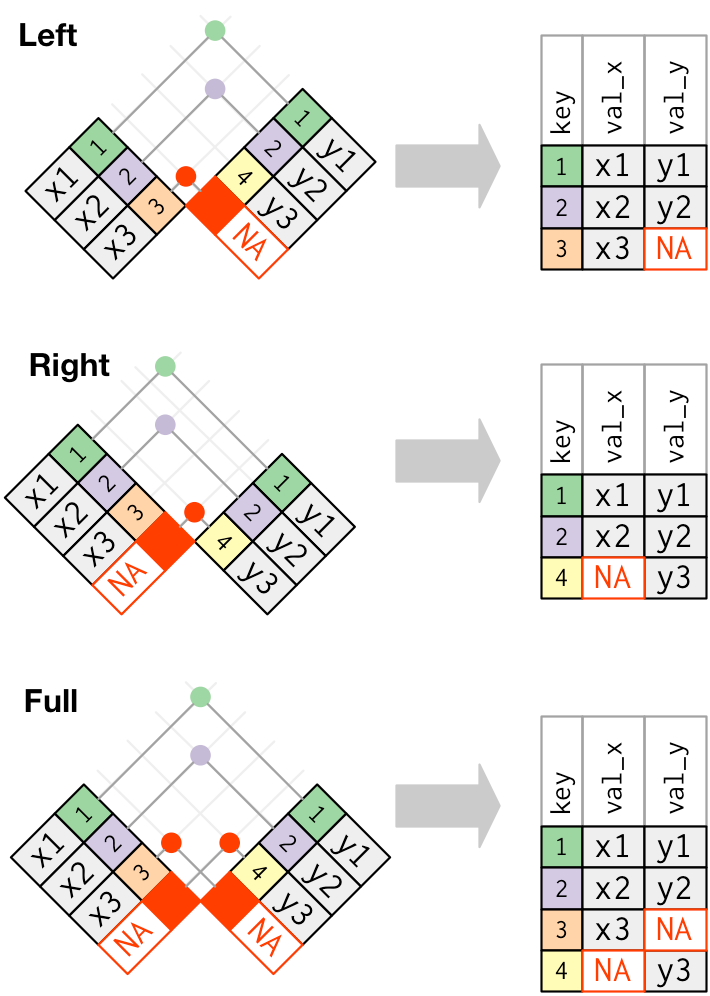 Left
1 2 3
x1 x2 x3
1 2 4
y1 y2 y3
NA
key val_x val_y
1 x1 y1
2 x2 y2
3 x3 NA
Right
1 2 3
x1 x2 x3
NA
1 2 4
y1 y2 y3
key val_x val_y
1 x1 y1
2 x2 y2
4 NA y3
Full
1 2 3
x1 x2 x3
NA
1 2 4
y1 y2 y3
NA
key val_x val_y
1 x1 y1
2 x2 y2
3 x3 NA
4 NA y3